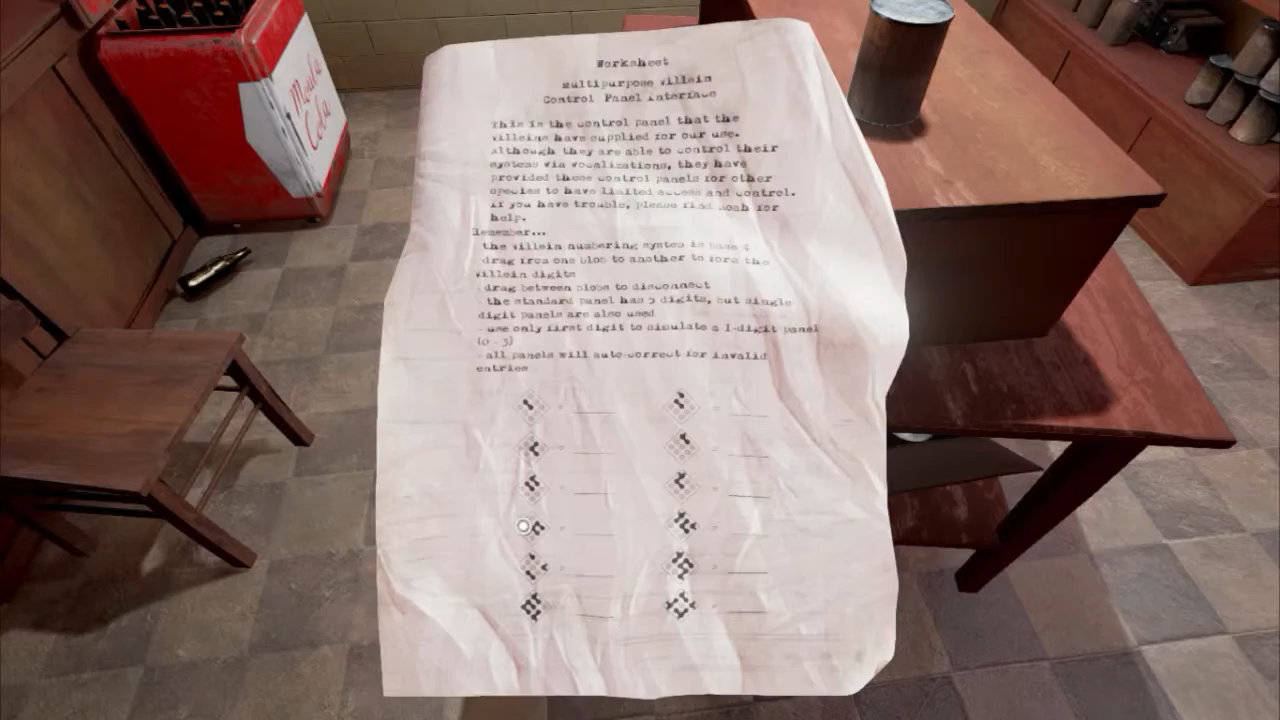 Moola
Cola
Worksheet
Multipurpose Villein
Control Panel Interface
This is the control panel that the
villeins have supplied for our use.
Although they are able to control their
systems via vocalizations, they have
provided these control panels for other
species to have limited access and control.
If you have trouble, please find Noah for
help.
Remember...
- the villein numbering system is base 4
- drag from one blob to another to form the
villein digits
- drag between blobs to disconnect
- the standard panel has 5 digits, but single
digit panels are also used
- use only first digit to simulate a 1-digit panel
(0 - 3)
- all panels will auto-correct for invalid
entries